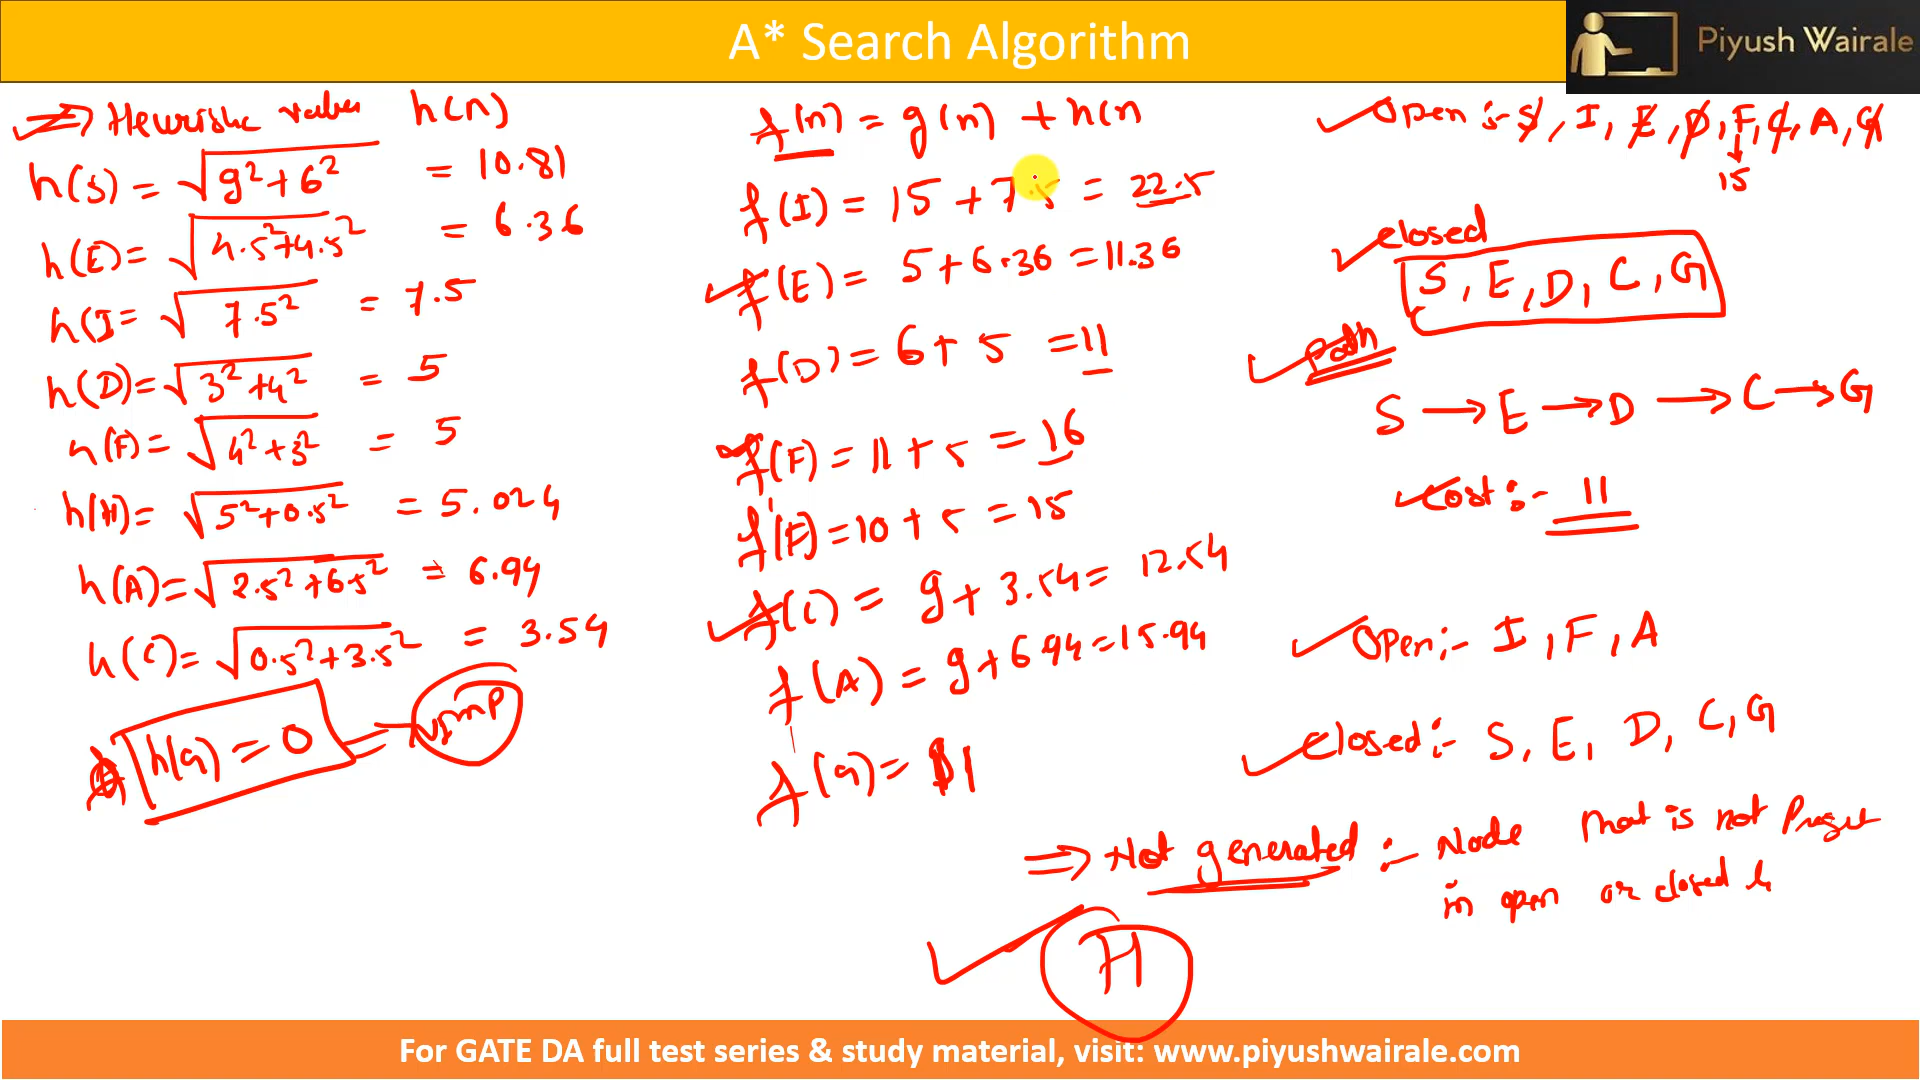 A* Search Algorithm
Piyush Wairale
=> Heuristic values h(n)
h(S) = √9²+6² = 10.81
h(E) = √4.5²+4.5² = 6.36
h(I = √7.5² = 7.5
h(D) = √3²+4² = 5
h(F) = √4²+3² = 5
h(H) = √5²+0.5² = 5.024
h(A) = √2.5²+6.5² = 6.94
h(C) = √0.5²+3.5² = 3.54
h(G) = 0
f(n) = g(n) + h(n
f(I) = 15 + 7.5 = 22.5
f(E) = 5 + 6.36 = 11.36
f(D) = 6 + 5 = 11
f(F) = 11 + 5 = 16
f'(F) = 10 + 5 = 15
f(C) = 9 + 3.54 = 12.54
f(A) = 9 + 6.94 = 15.94
f(G) = 11
Open :- S, I, E, D, F, C, A, G
15
closed
S, E, D, C, G
Path
S → E → D → C → G
Cost :- 11
Open :- I, F, A
Closed :- S, E, D, C, G
=> Not generated :- Node that is not
in open or closed
H
For GATE DA full test series & study material, visit: www.piyushwairale.com